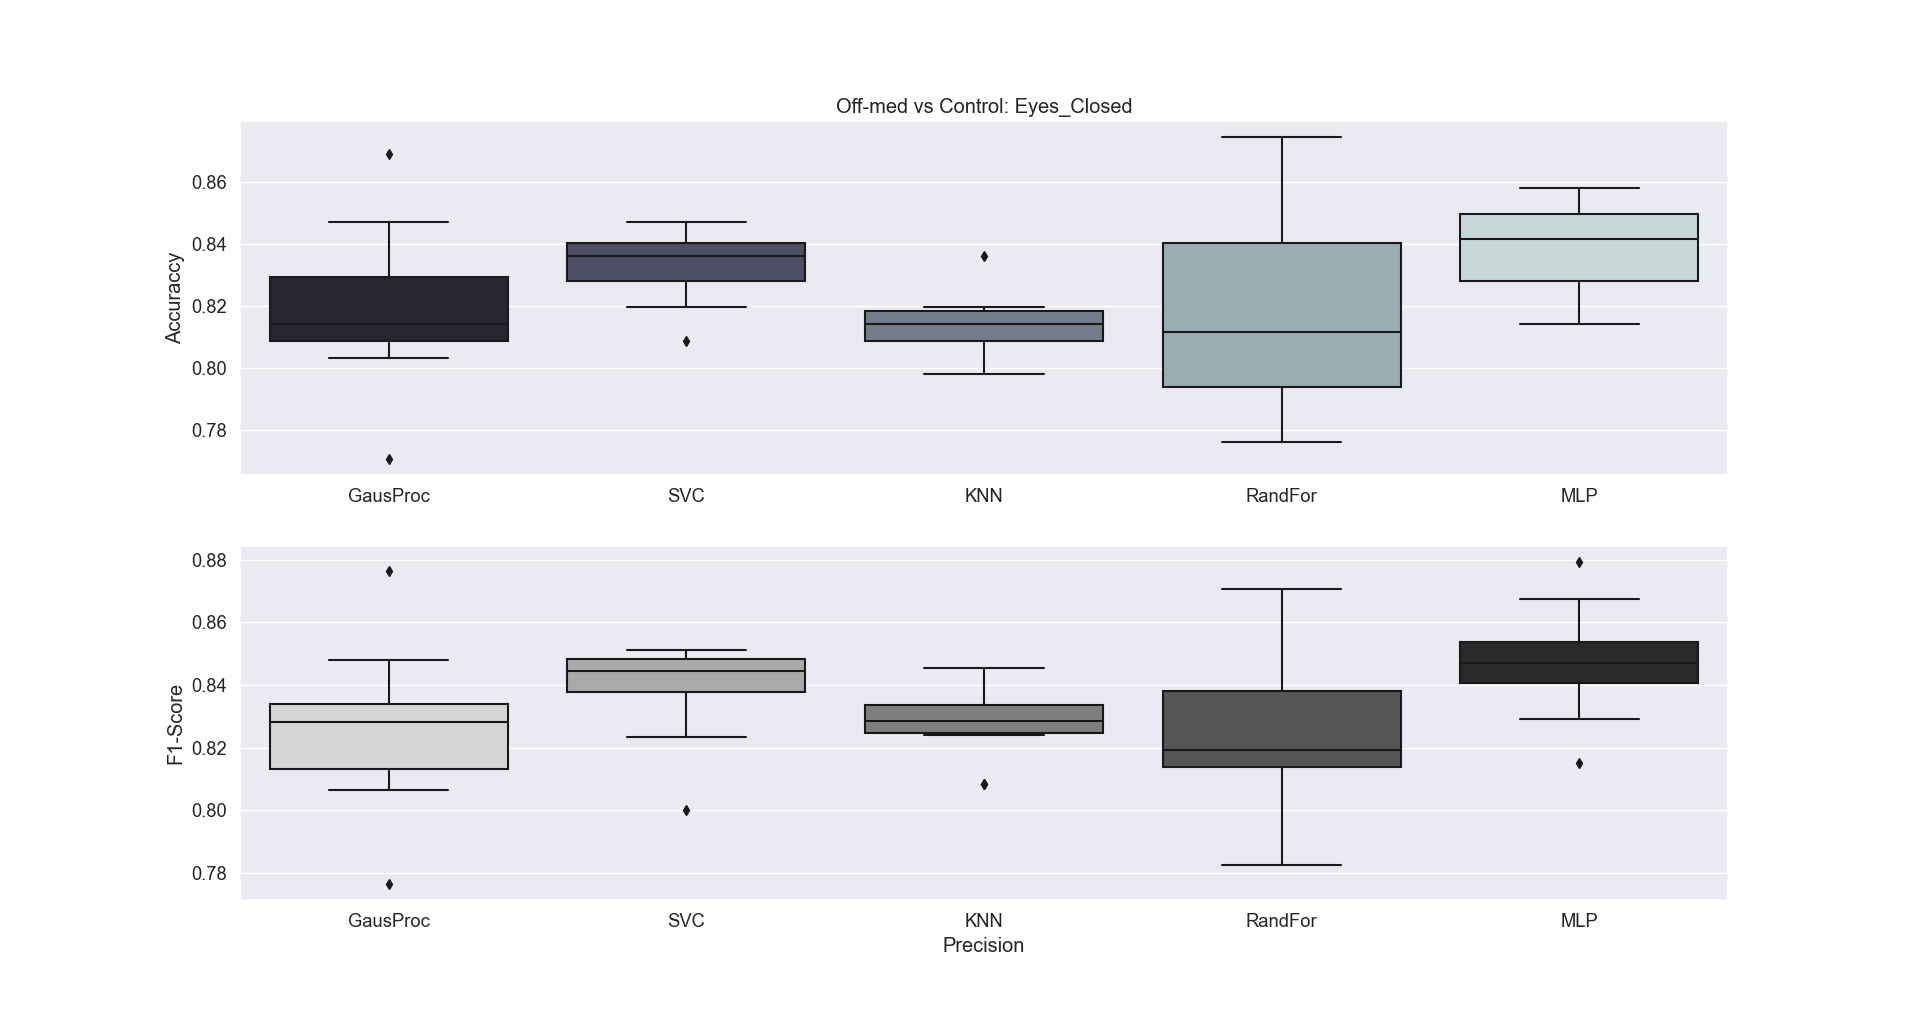 Off-med vs Control: Eyes_Closed
Accuraccy
0.86
0.84
0.82
0.80
0.78
GausProc SVC KNN RandFor MLP
F1-Score
0.88
0.86
0.84
0.82
0.80
0.78
GausProc SVC KNN RandFor MLP
Precision